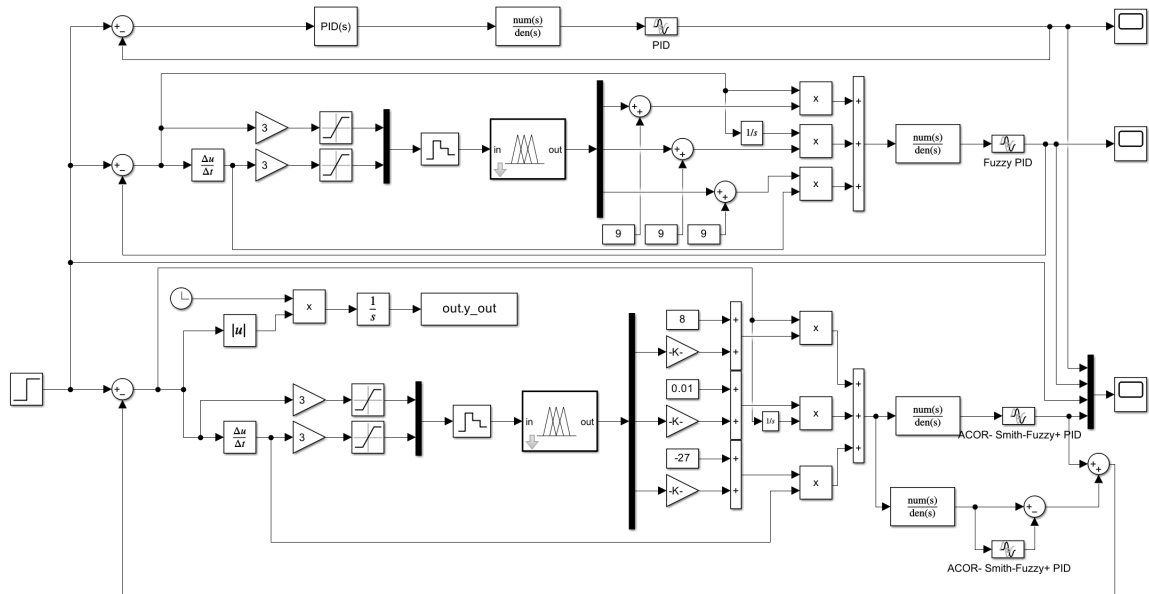 PID(s)
num(s)
den(s)
PID
3
Δu
Δt
3
in
out
1/s
x
x
x
+
+
+
num(s)
den(s)
Fuzzy PID
9
9
9
x
1
s
out.y_out
|u|
3
Δu
Δt
3
in
out
8
-K-
0.01
-K-
-27
-K-
+
+
+
+
+
+
1/s
x
x
x
+
+
+
num(s)
den(s)
ACOR- Smith-Fuzzy+ PID
num(s)
den(s)
ACOR- Smith-Fuzzy+ PID